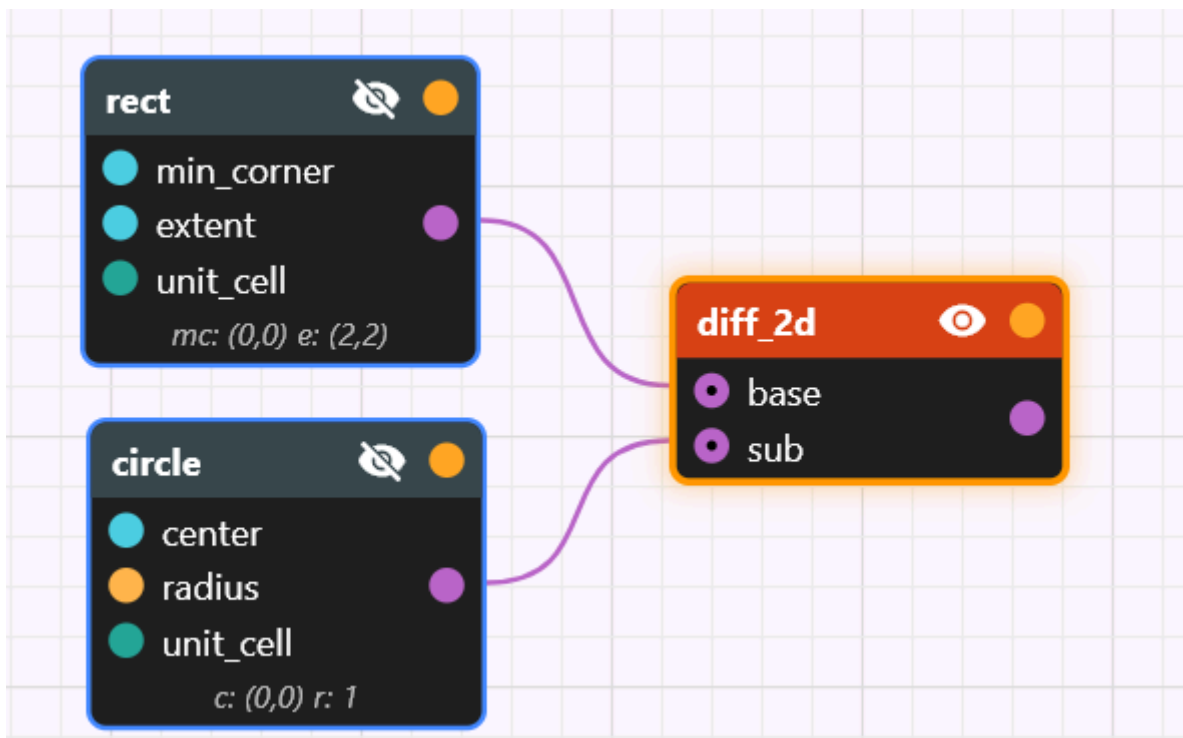 rect
min_corner
extent
unit_cell
mc: (0,0) e: (2,2)
diff_2d
base
sub
circle
center
radius
unit_cell
c: (0,0) r: 1